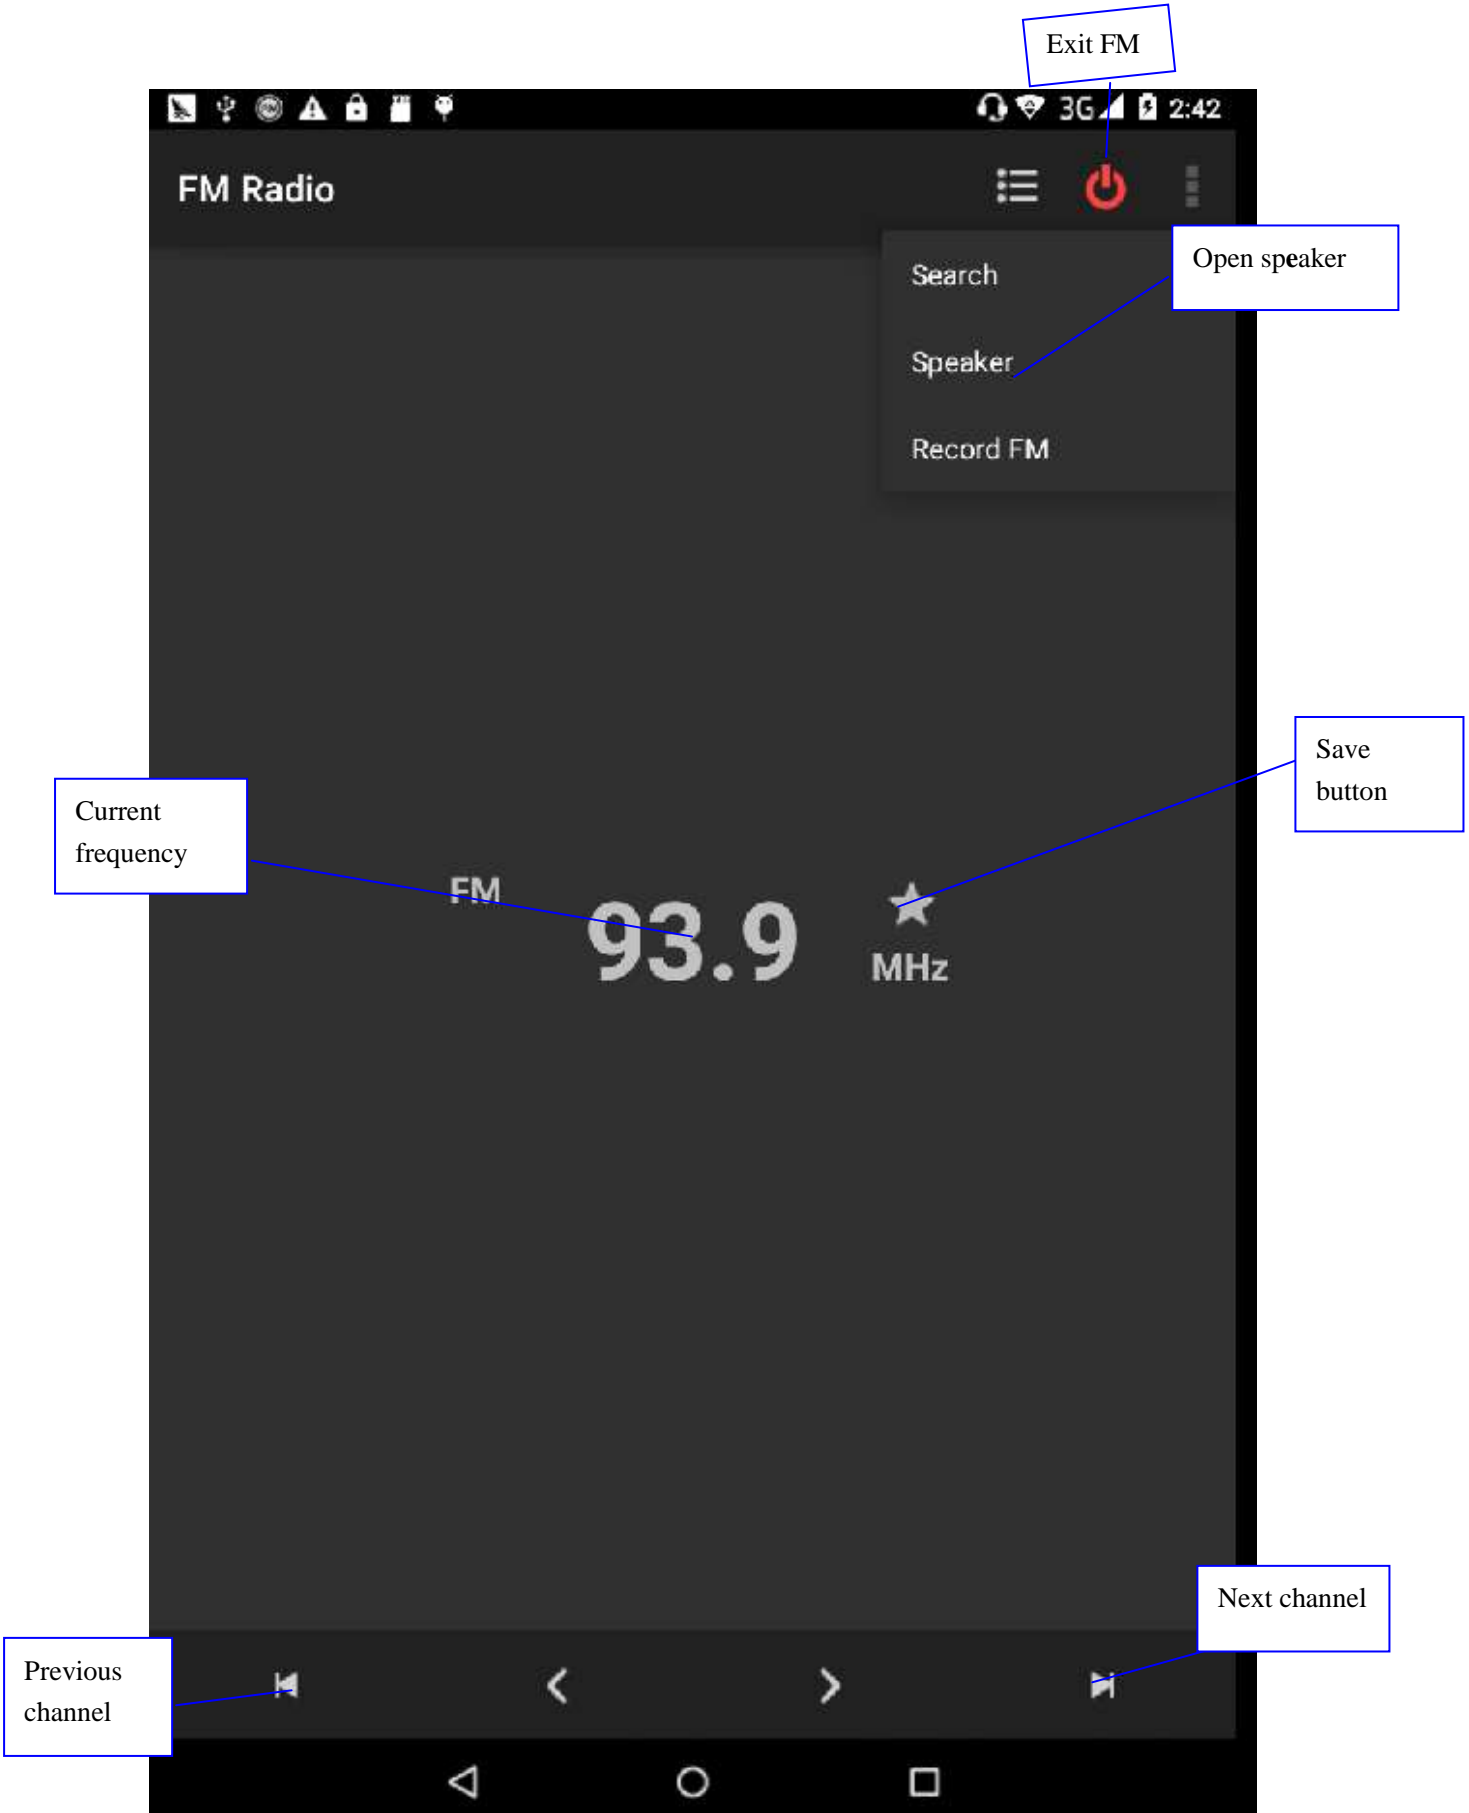 Exit FM
3G 2:42
FM Radio
Open speaker
Search
Speaker
Record FM
Save
button
Current
frequency
FM
93.9
MHz
Next channel
Previous
channel